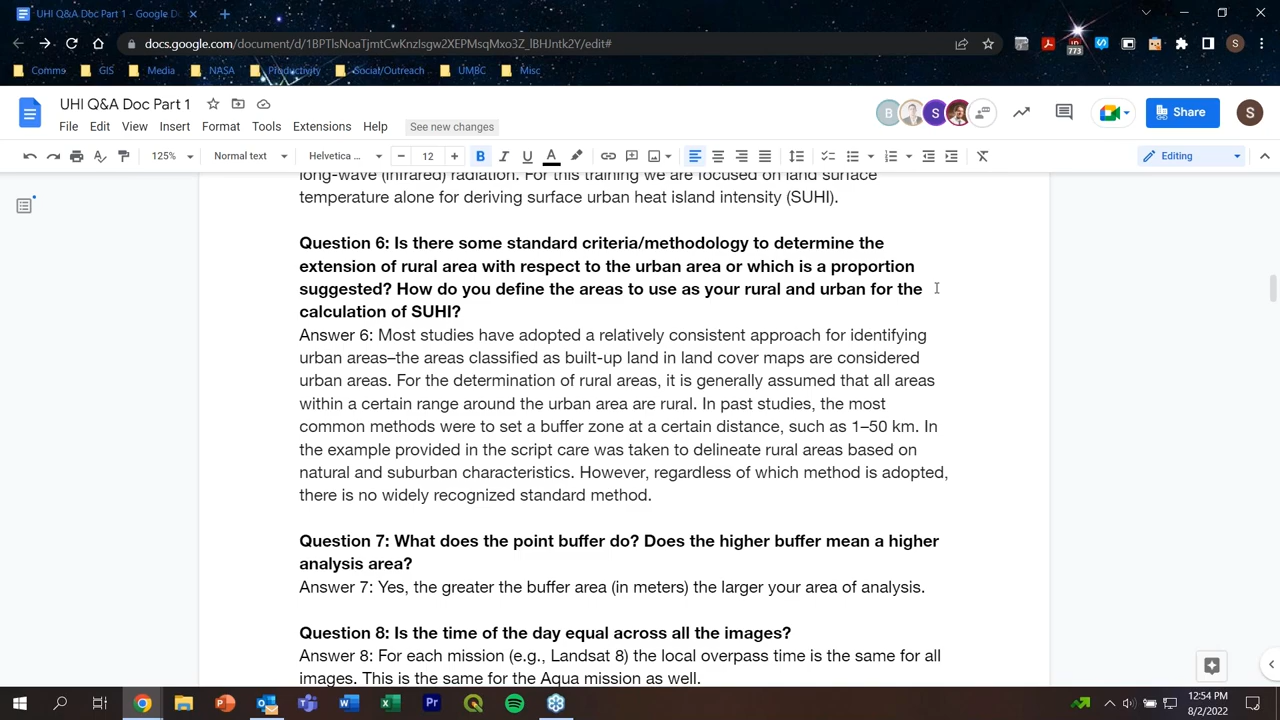 UHI Q&A Doc Part 1 - Google Do
docs.google.com/document/d/1BPTlsNoaTjmtCwKnzlsgw2XEPMsqMxo3Z_lBHJntk2Y/edit#
773
S
Comms GIS Media NASA Productivity Social/Outreach UMBC Misc
UHI Q&A Doc Part 1
B S Share S
File Edit View Insert Format Tools Extensions Help See new changes
125% Normal text Helvetica ... 12 B I U A Editing
long-wave (infrared) radiation. For this training we are focused on land surface
temperature alone for deriving surface urban heat island intensity (SUHI).
Question 6: Is there some standard criteria/methodology to determine the
extension of rural area with respect to the urban area or which is a proportion
suggested? How do you define the areas to use as your rural and urban for the
calculation of SUHI?
Answer 6: Most studies have adopted a relatively consistent approach for identifying
urban areas–the areas classified as built-up land in land cover maps are considered
urban areas. For the determination of rural areas, it is generally assumed that all areas
within a certain range around the urban area are rural. In past studies, the most
common methods were to set a buffer zone at a certain distance, such as 1–50 km. In
the example provided in the script care was taken to delineate rural areas based on
natural and suburban characteristics. However, regardless of which method is adopted,
there is no widely recognized standard method.
Question 7: What does the point buffer do? Does the higher buffer mean a higher
analysis area?
Answer 7: Yes, the greater the buffer area (in meters) the larger your area of analysis.
Question 8: Is the time of the day equal across all the images?
Answer 8: For each mission (e.g., Landsat 8) the local overpass time is the same for all
images. This is the same for the Aqua mission as well.
12:54 PM
8/2/2022